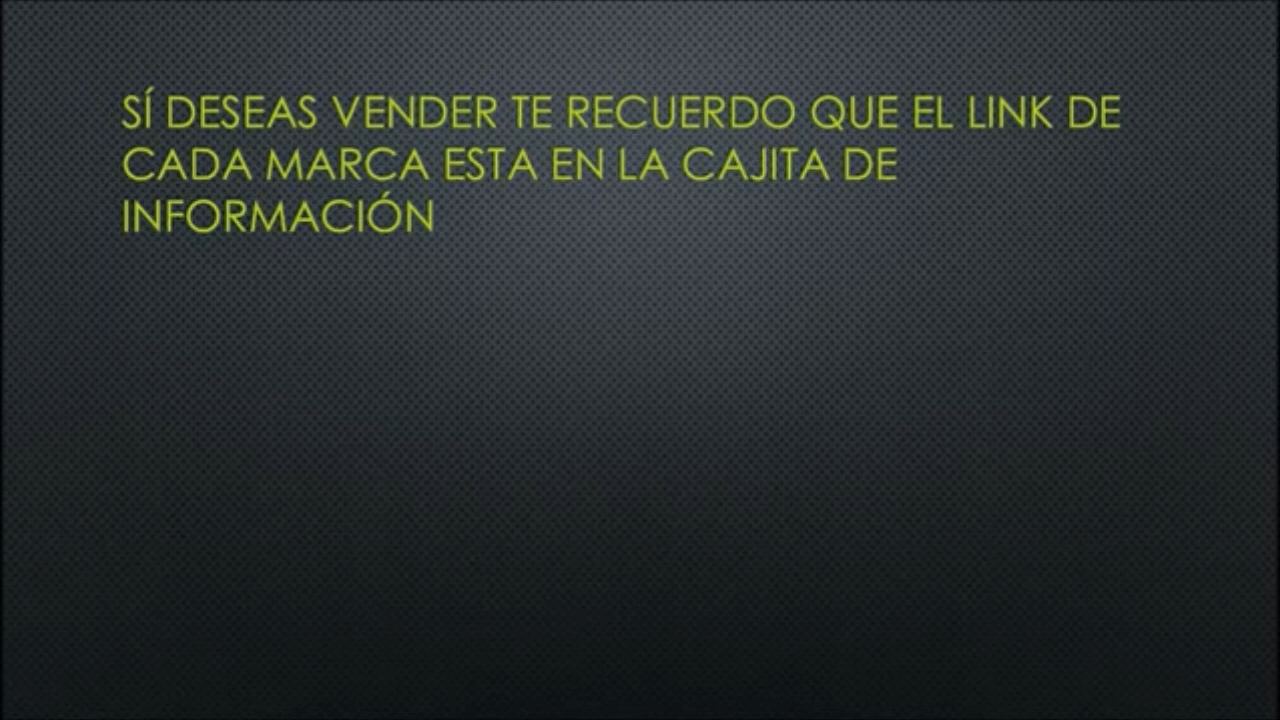 SÍ DESEAS VENDER TE RECUERDO QUE EL LINK DE
CADA MARCA ESTA EN LA CAJITA DE
INFORMACIÓN